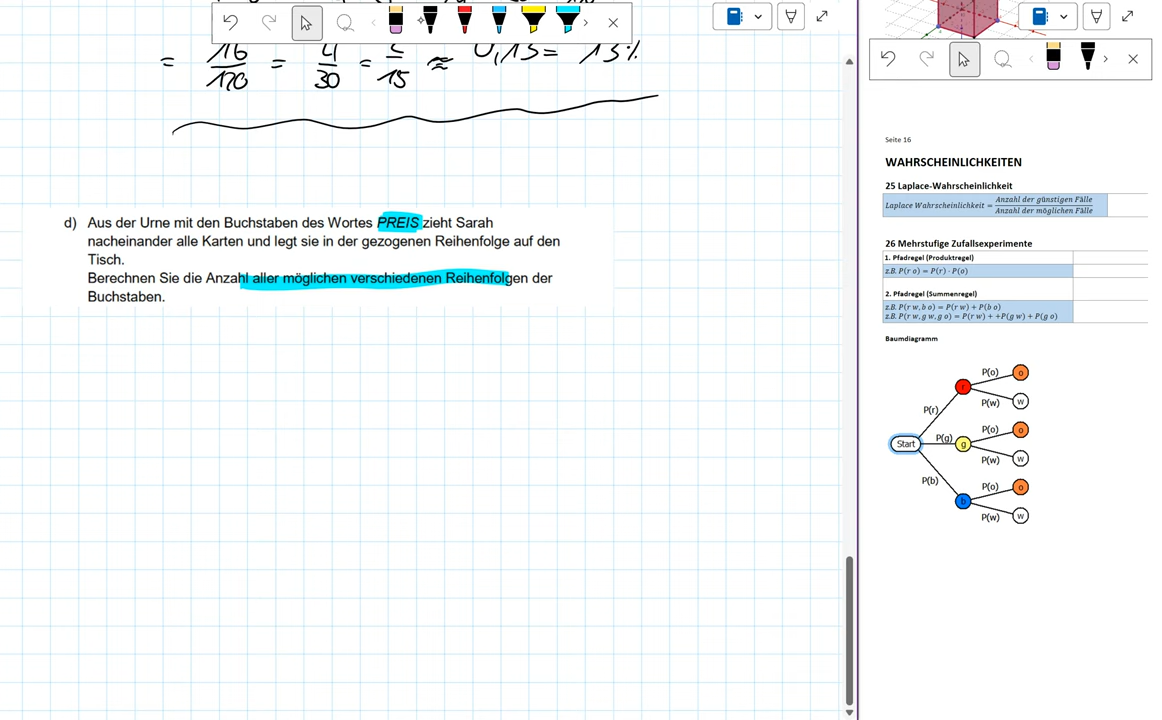 = 16/120 = 4/30 = 2/15 ≈ 0,13 = 13%
d) Aus der Urne mit den Buchstaben des Wortes PREIS zieht Sarah
nacheinander alle Karten und legt sie in der gezogenen Reihenfolge auf den
Tisch.
Berechnen Sie die Anzahl aller möglichen verschiedenen Reihenfolgen der
Buchstaben.
Seite 16
WAHRSCHEINLICHKEITEN
25 Laplace-Wahrscheinlichkeit
Laplace Wahrscheinlichkeit = Anzahl der günstigen Fälle / Anzahl der möglichen Fälle
26 Mehrstufige Zufallsexperimente
1. Pfadregel (Produktregel)
z.B. P(r o) = P(r) · P(o)
2. Pfadregel (Summenregel)
z.B. P(r w, b o) = P(r w) + P(b o)
z.B. P(r w, g w, g o) = P(r w) + +P(g w) + P(g o)
Baumdiagramm
P(o) o
r
P(w) w
P(r)
P(o) o
Start P(g) g
P(w) w
P(b)
P(o) o
b
P(w) w